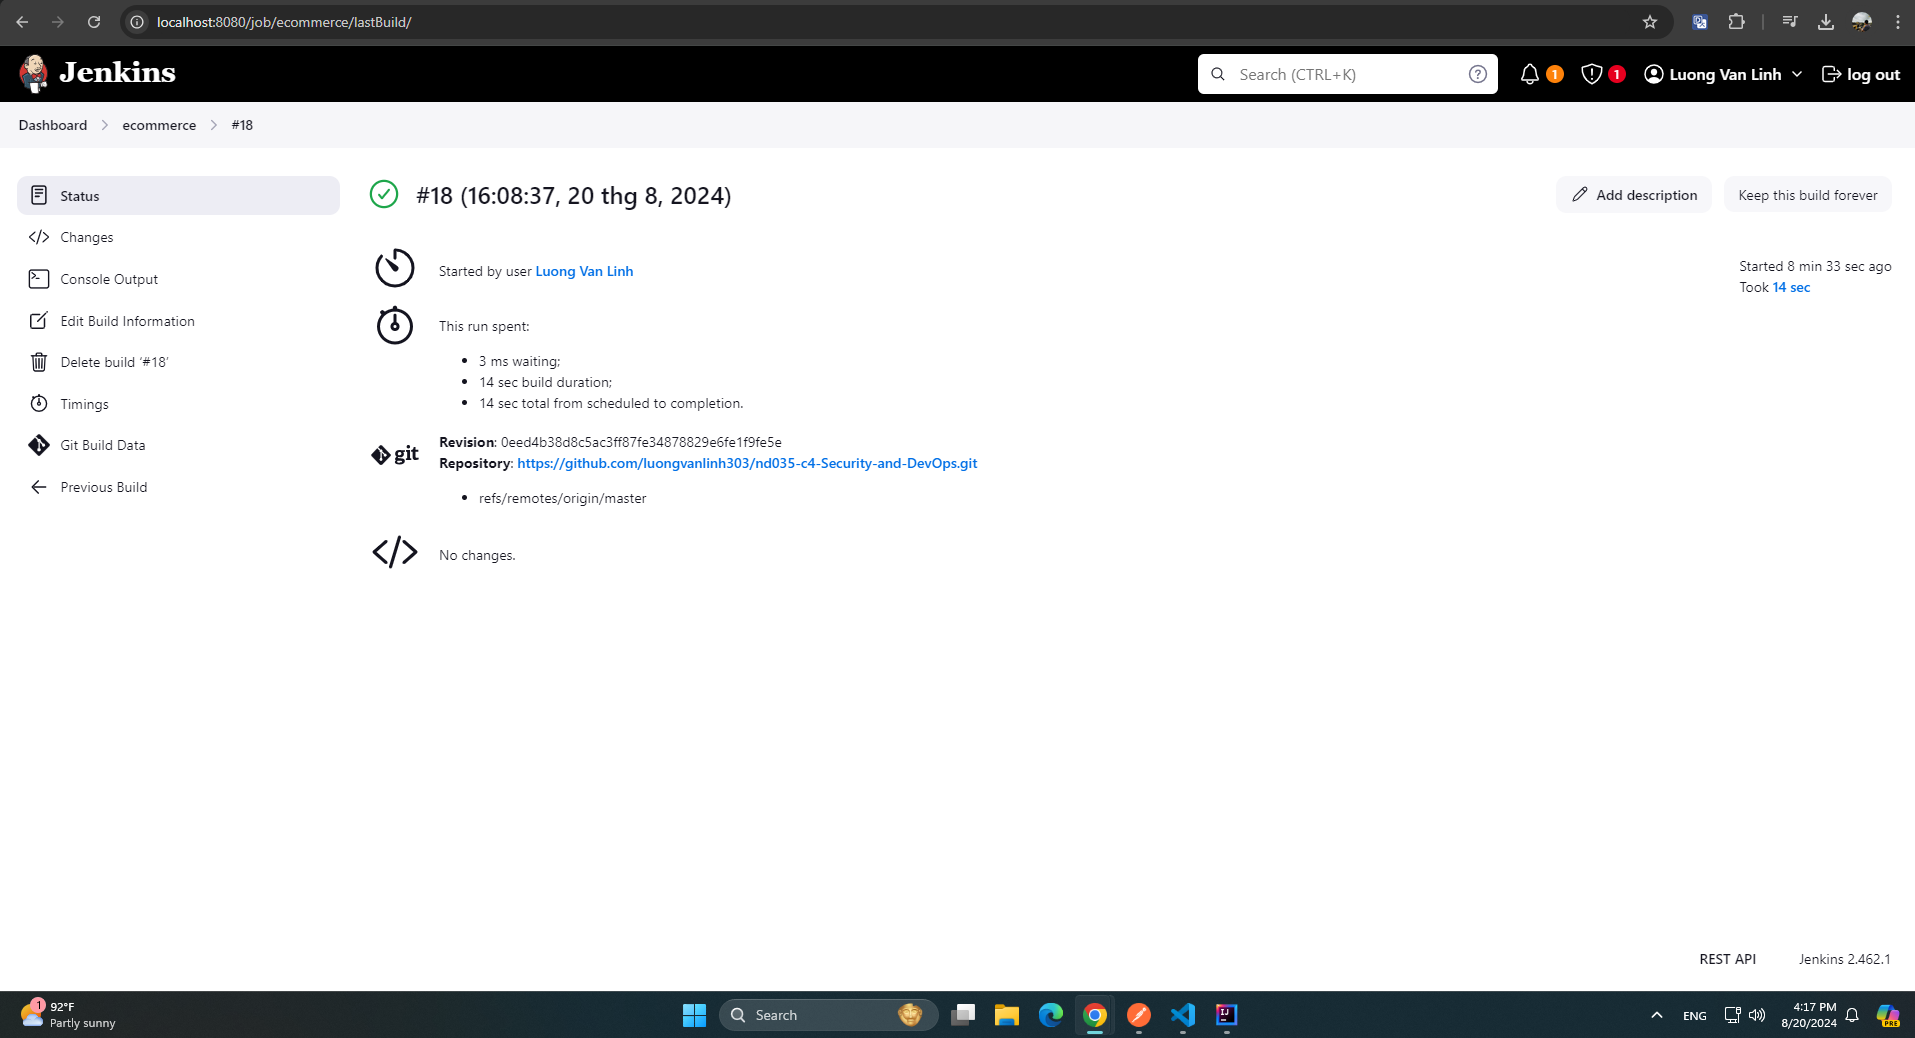 localhost:8080/job/ecommerce/lastBuild/
Jenkins
Search (CTRL+K)
1
1
Luong Van Linh
log out
Dashboard
ecommerce
#18
Status
Changes
Console Output
Edit Build Information
Delete build ‘#18’
Timings
Git Build Data
Previous Build
#18 (16:08:37, 20 thg 8, 2024)
Add description
Keep this build forever
Started by user Luong Van Linh
Started 8 min 33 sec ago
Took 14 sec
This run spent:
3 ms waiting;
14 sec build duration;
14 sec total from scheduled to completion.
git
Revision: 0eed4b38d8c5ac3ff87fe34878829e6fe1f9fe5e
Repository: https://github.com/luongvanlinh303/nd035-c4-Security-and-DevOps.git
refs/remotes/origin/master
No changes.
REST API
Jenkins 2.462.1
1
92°F
Partly sunny
Search
IJ
ENG
4:17 PM
8/20/2024
PRE